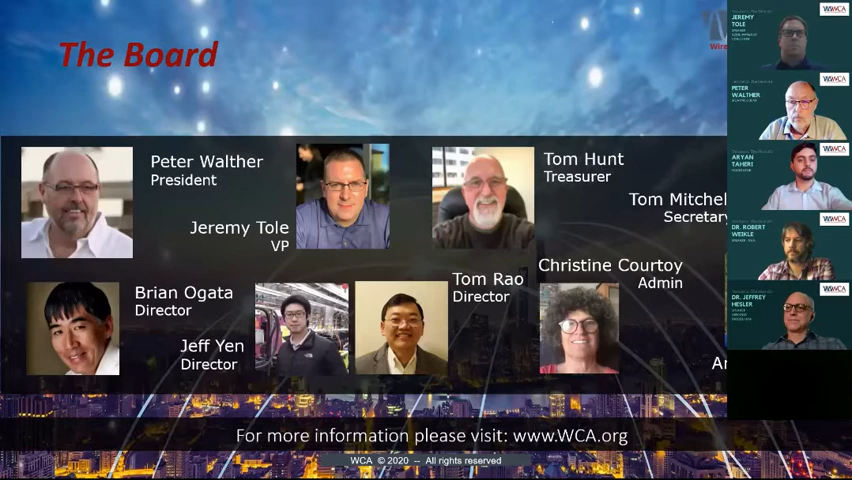 The Board
Wire
Peter Walther
President
Jeremy Tole
VP
Tom Hunt
Treasurer
Tom Mitchel
Secretary
Brian Ogata
Director
Jeff Yen
Director
Tom Rao
Director
Christine Courtoy
Admin
Ar
For more information please visit: www.WCA.org
WCA © 2020 -- All rights reserved
WCA
JEREMY
TOLE
WCA
PETER
WALTHER
WCA
ARYAN
TAHERI
WCA
DR. ROBERT
WEIKLE
WCA
DR. JEFFREY
HESLER